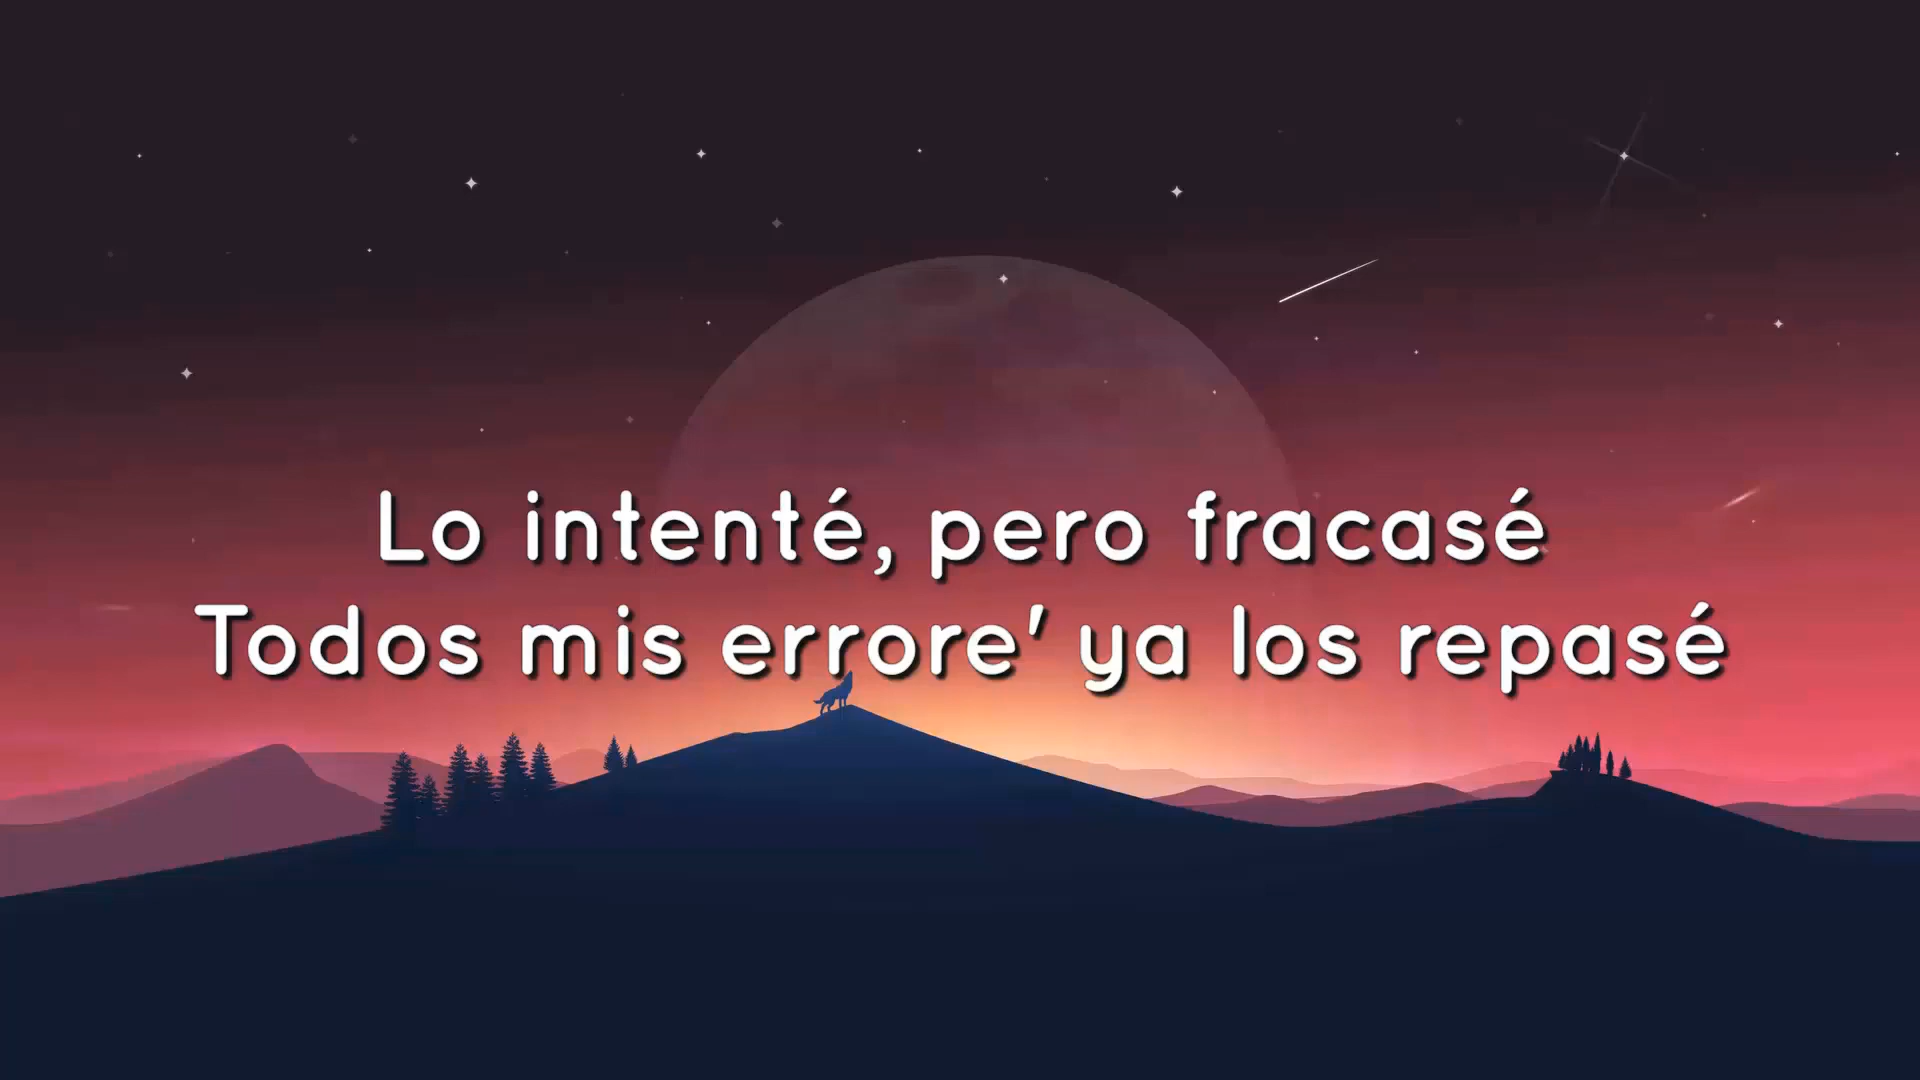 Lo intenté, pero fracasé
Todos mis errore' ya los repasé